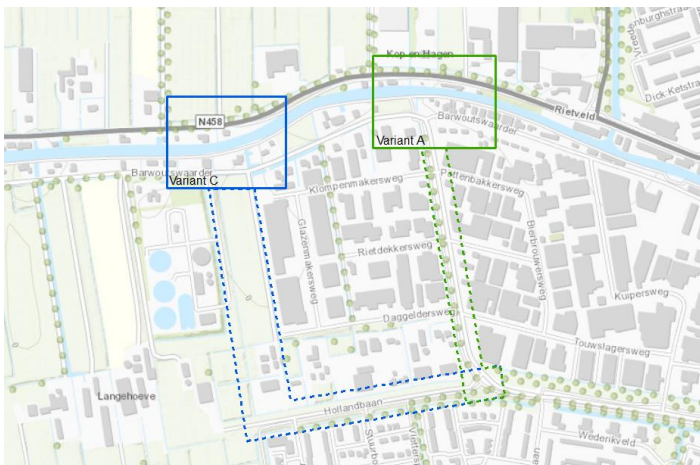 Kop en Hagen
Dick Ketstra
N458
Rietveld
Barwoutswaarder
Variant A
Barwoutswaarder
Variant C
Klompenmakersweg
Pottenbakkersweg
Glazenmakersweg
Rietdekkersweg
Bierbrouwersweg
Kuipersweg
Daggeldersweg
Touwslagersweg
Langehoeve
Hollandbaan
Wedenkveld